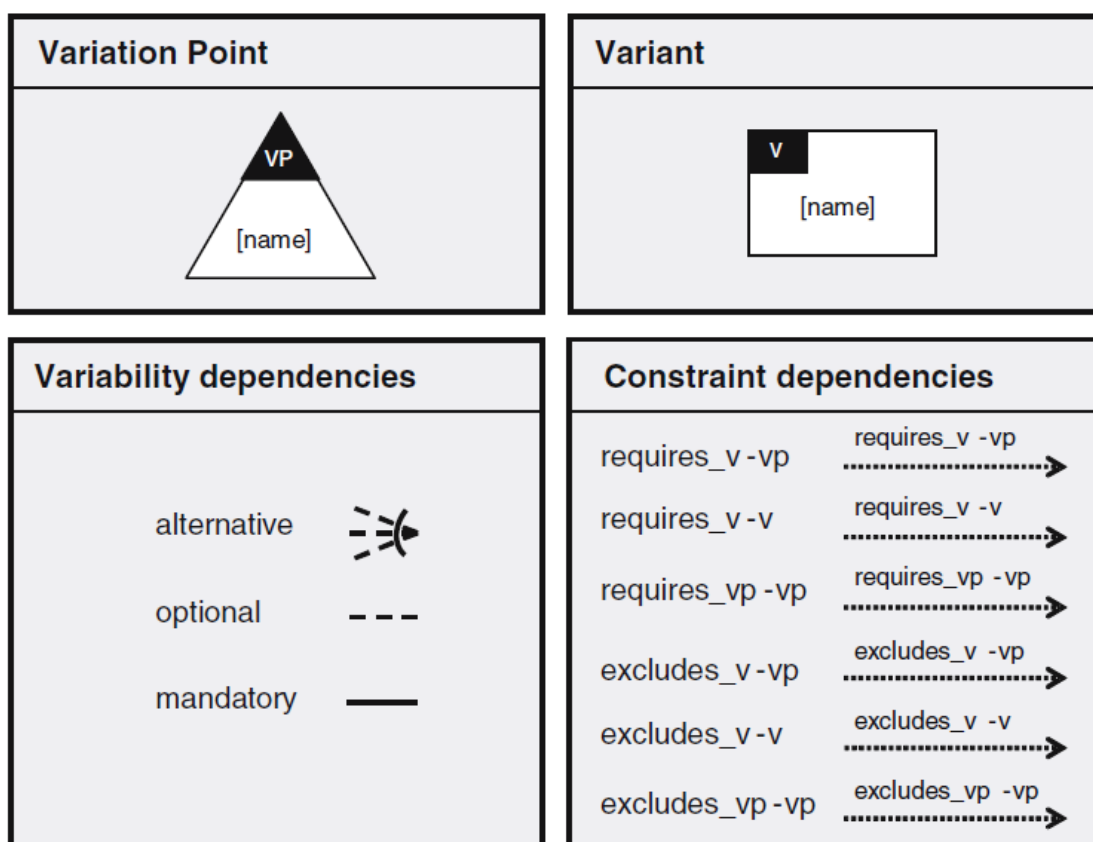 Variation Point
VP
[name]
Variant
V
[name]
Variability dependencies
alternative
optional
mandatory
Constraint dependencies
requires_v -vp requires_v -vp
requires_v -v requires_v -v
requires_vp -vp requires_vp -vp
excludes_v -vp excludes_v -vp
excludes_v -v excludes_v -v
excludes_vp -vp excludes_vp -vp